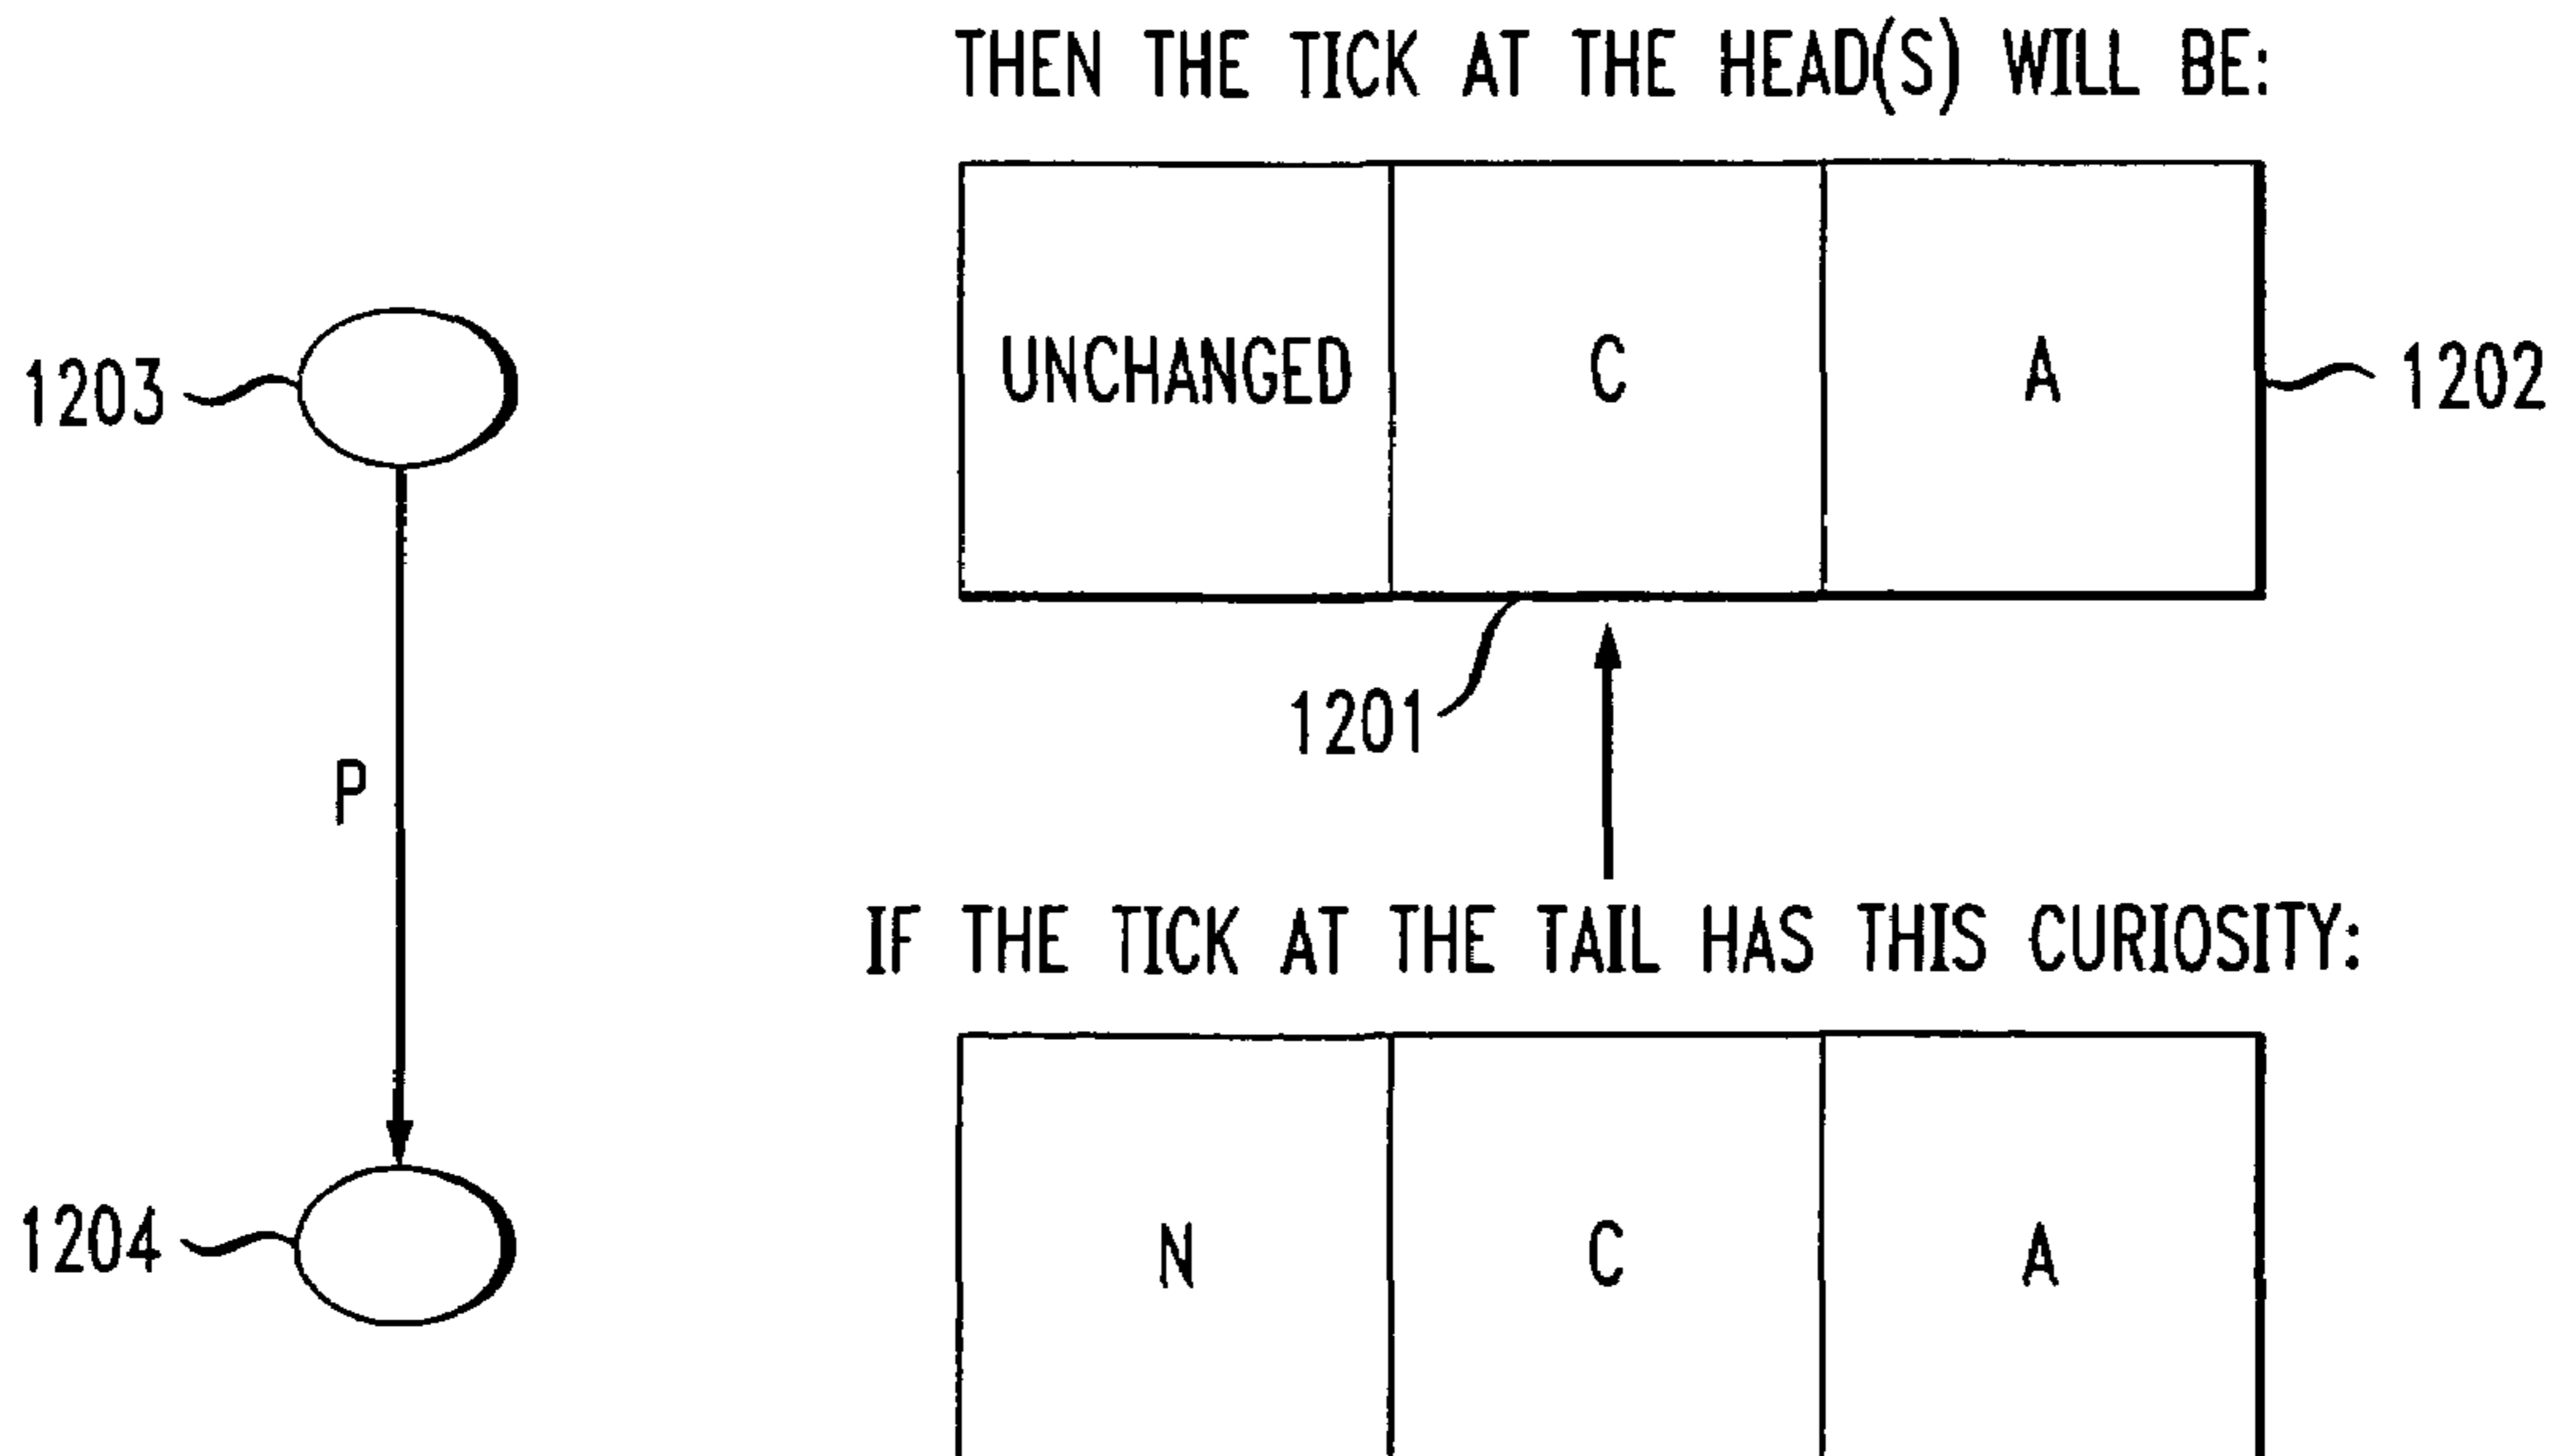 THEN THE TICK AT THE HEAD(S) WILL BE:
1203
UNCHANGED C A
1202
1201
P
IF THE TICK AT THE TAIL HAS THIS CURIOSITY:
1204
N C A